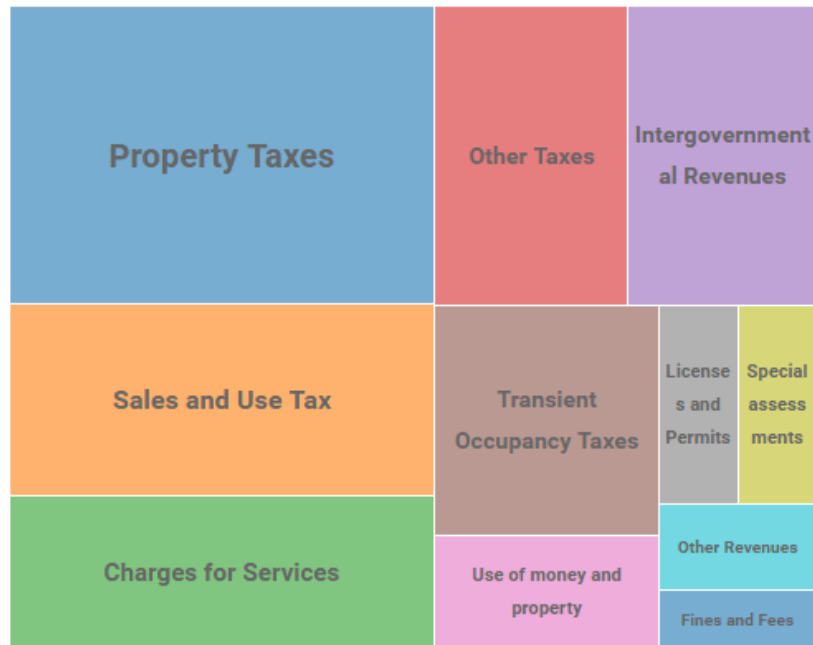 Property Taxes
Other Taxes
Intergovernment
al Revenues
Sales and Use Tax
Transient
Occupancy Taxes
License
s and
Permits
Special
assess
ments
Charges for Services
Use of money and
property
Other Revenues
Fines and Fees